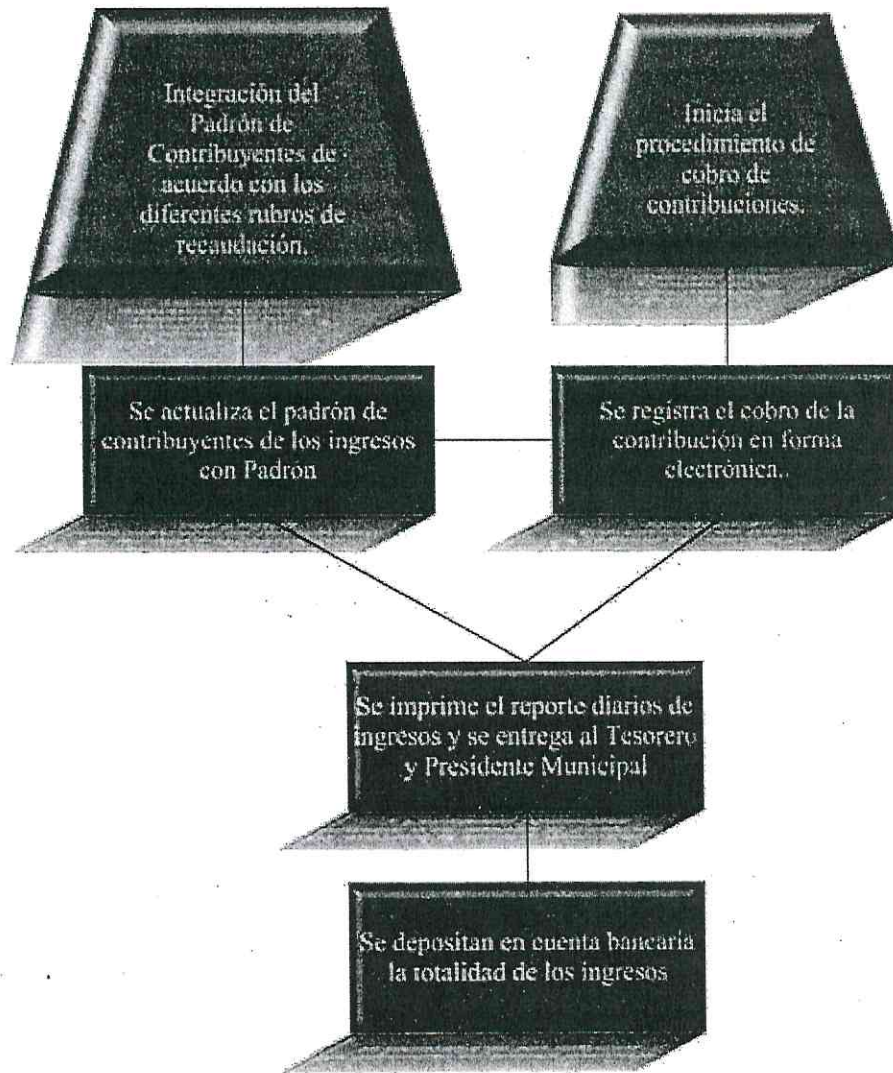 Integración del
Padrón de
Contribuyentes de
acuerdo con los
diferentes rubros de
recaudación.
Inicia el
procedimiento de
cobro de
contribuciones.
Se actualiza el padrón de
contribuyentes de los ingresos
con Padrón
Se registra el cobro de la
contribución en forma
electrónica..
Se imprime el reporte diarios de
ingresos y se entrega al Tesorero
y Presidente Municipal
Se depositan en cuenta bancaria
la totalidad de los ingresos